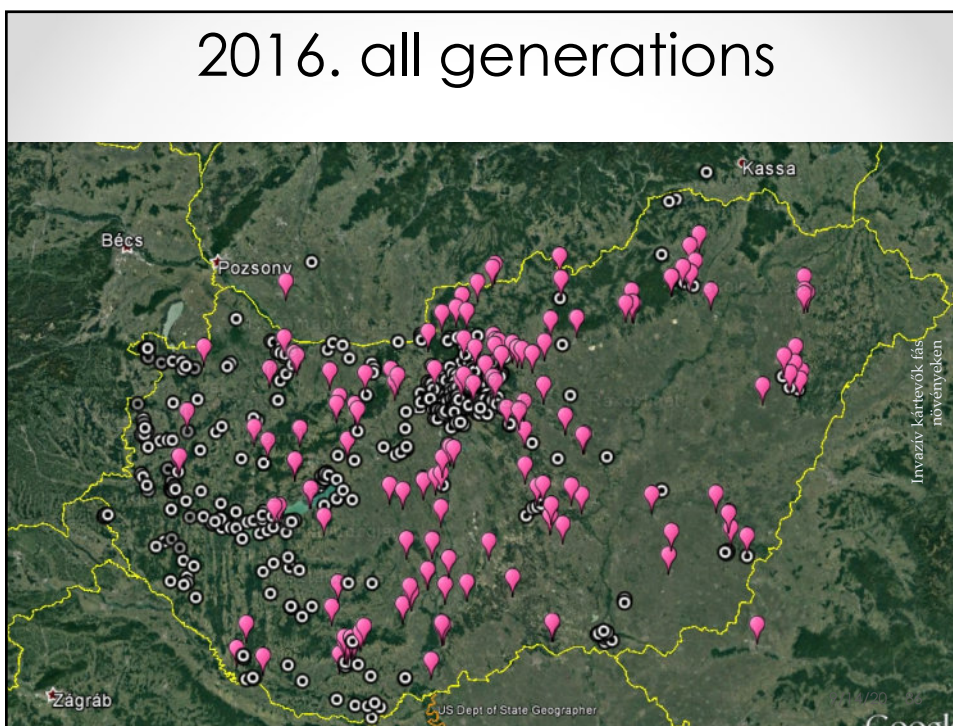 2016. all generations
Kassa
Bécs
Pozsony
Invazív kártevők fás
növényeken
Zágráb
US Dept of State Geographer